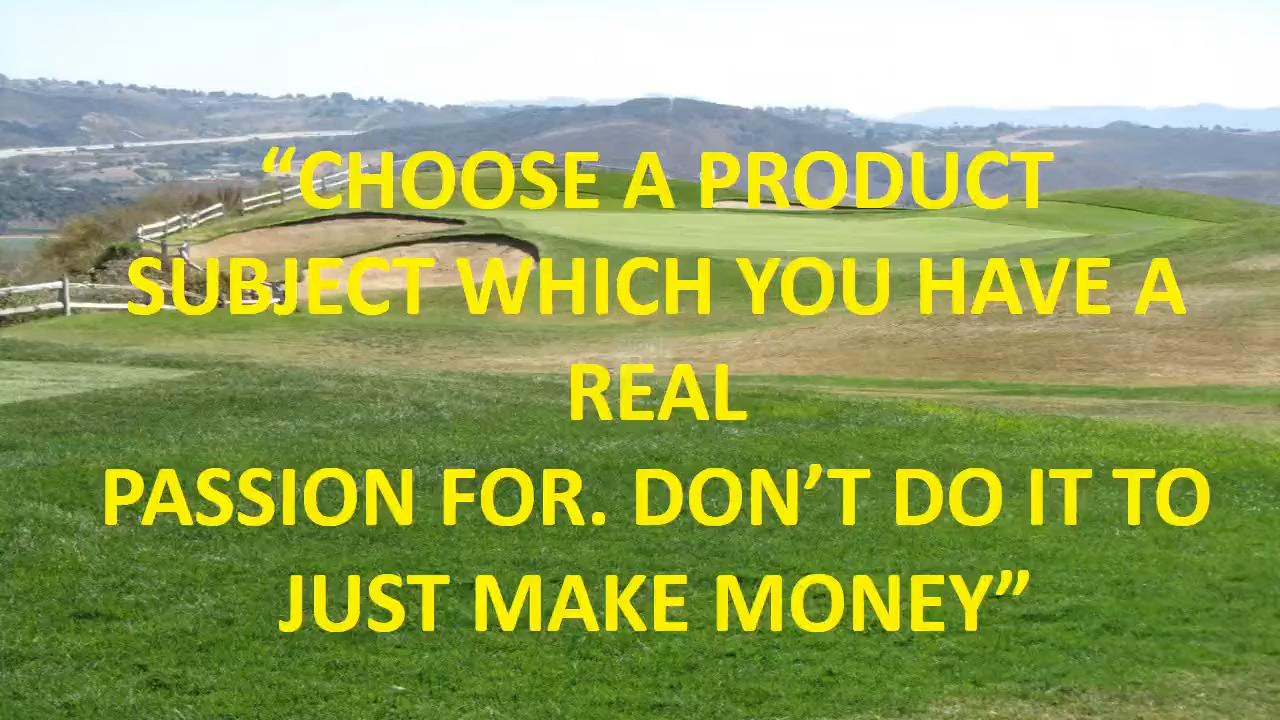 “CHOOSE A PRODUCT
SUBJECT WHICH YOU HAVE A
REAL
PASSION FOR. DON’T DO IT TO
JUST MAKE MONEY”